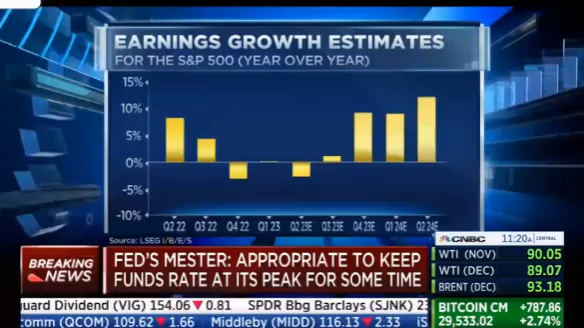 EARNINGS GROWTH ESTIMATES
FOR THE S&P 500 (YEAR OVER YEAR)
15%
10%
5%
0%
-5%
-10%
Q2 22 Q3 22 Q4 22 Q1 23 Q2 23E Q3 23E Q4 23E Q1 24E Q2 24E
Source: LSEG I/B/E/S
CNBC 11:20A CENTRAL
BREAKING NEWS
FED'S MESTER: APPROPRIATE TO KEEP
FUNDS RATE AT ITS PEAK FOR SOME TIME
WTI (NOV) 90.05
WTI (DEC) 89.07
BRENT (DEC) 93.18
guard Dividend (VIG) 154.06 ▼ 0.81 SPDR Bbg Barclays (SJNK) 2
BITCOIN CM +787.86
29,533.02 +2.74%
omm (QCOM) 109.62 ▼ 1.66 Middleby (MIDD) 116.13 ▼ 2.33 iS